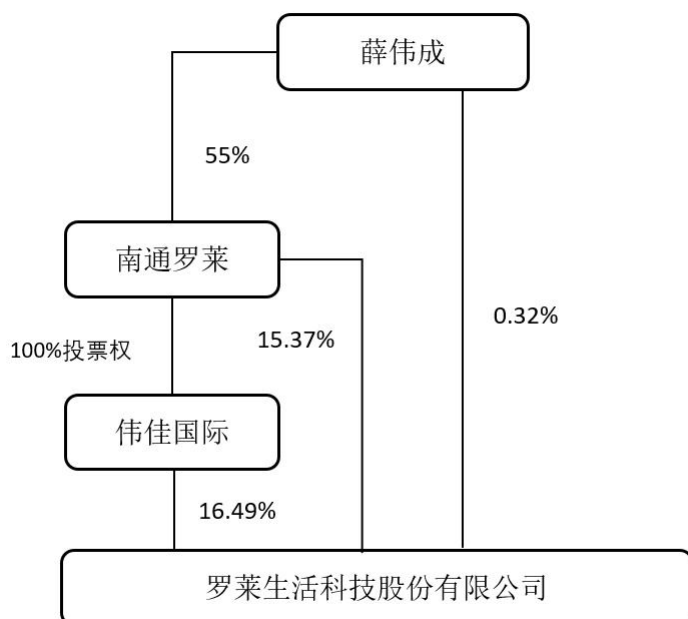 薛伟成
55%
南通罗莱
0.32%
15.37%
100%投票权
伟佳国际
16.49%
罗莱生活科技股份有限公司